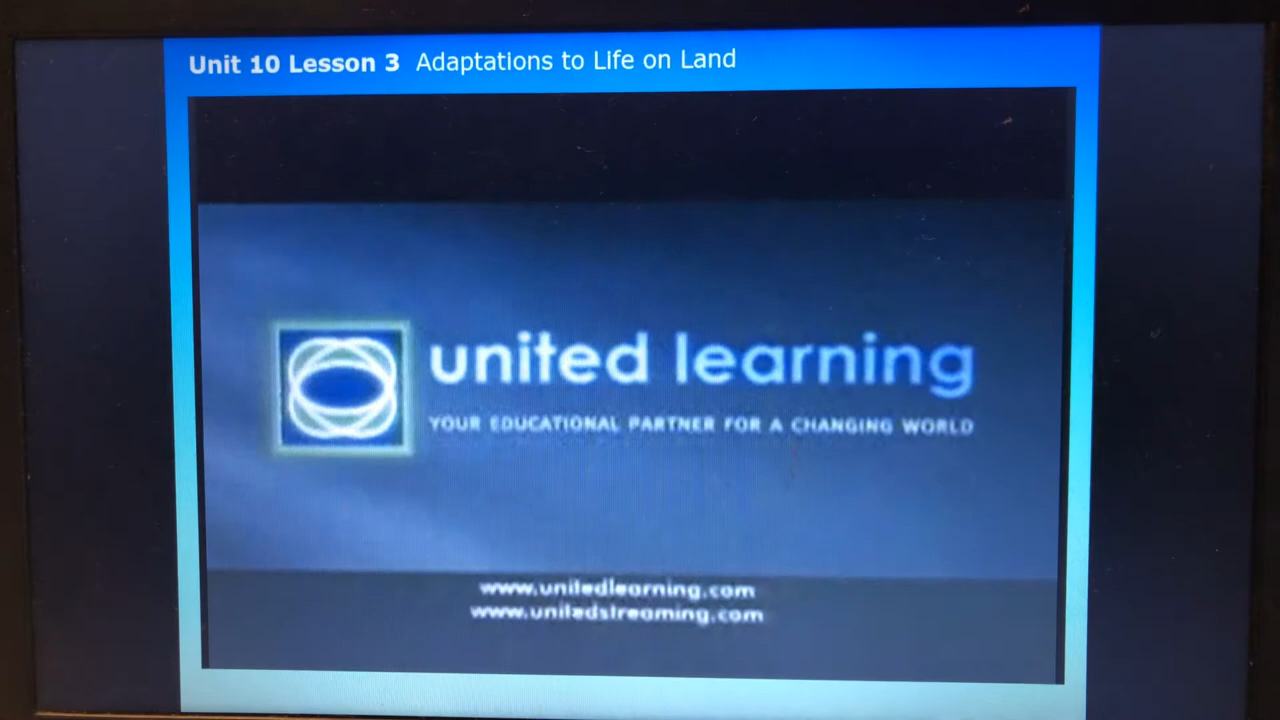 Unit 10 Lesson 3 Adaptations to Life on Land
united learning
YOUR EDUCATIONAL PARTNER FOR A CHANGING WORLD
www.unitedlearning.com
www.unitedstreaming.com